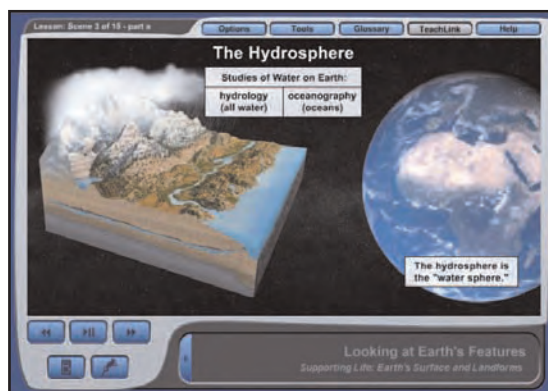 Lesson: Scene 3 of 15 - part a
Options Tools Glossary TeachLink Help
The Hydrosphere
Studies of Water on Earth:
hydrology oceanography
(all water) (oceans)
The hydrosphere is
the "water sphere."
Looking at Earth's Features
Supporting Life: Earth's Surface and Landforms